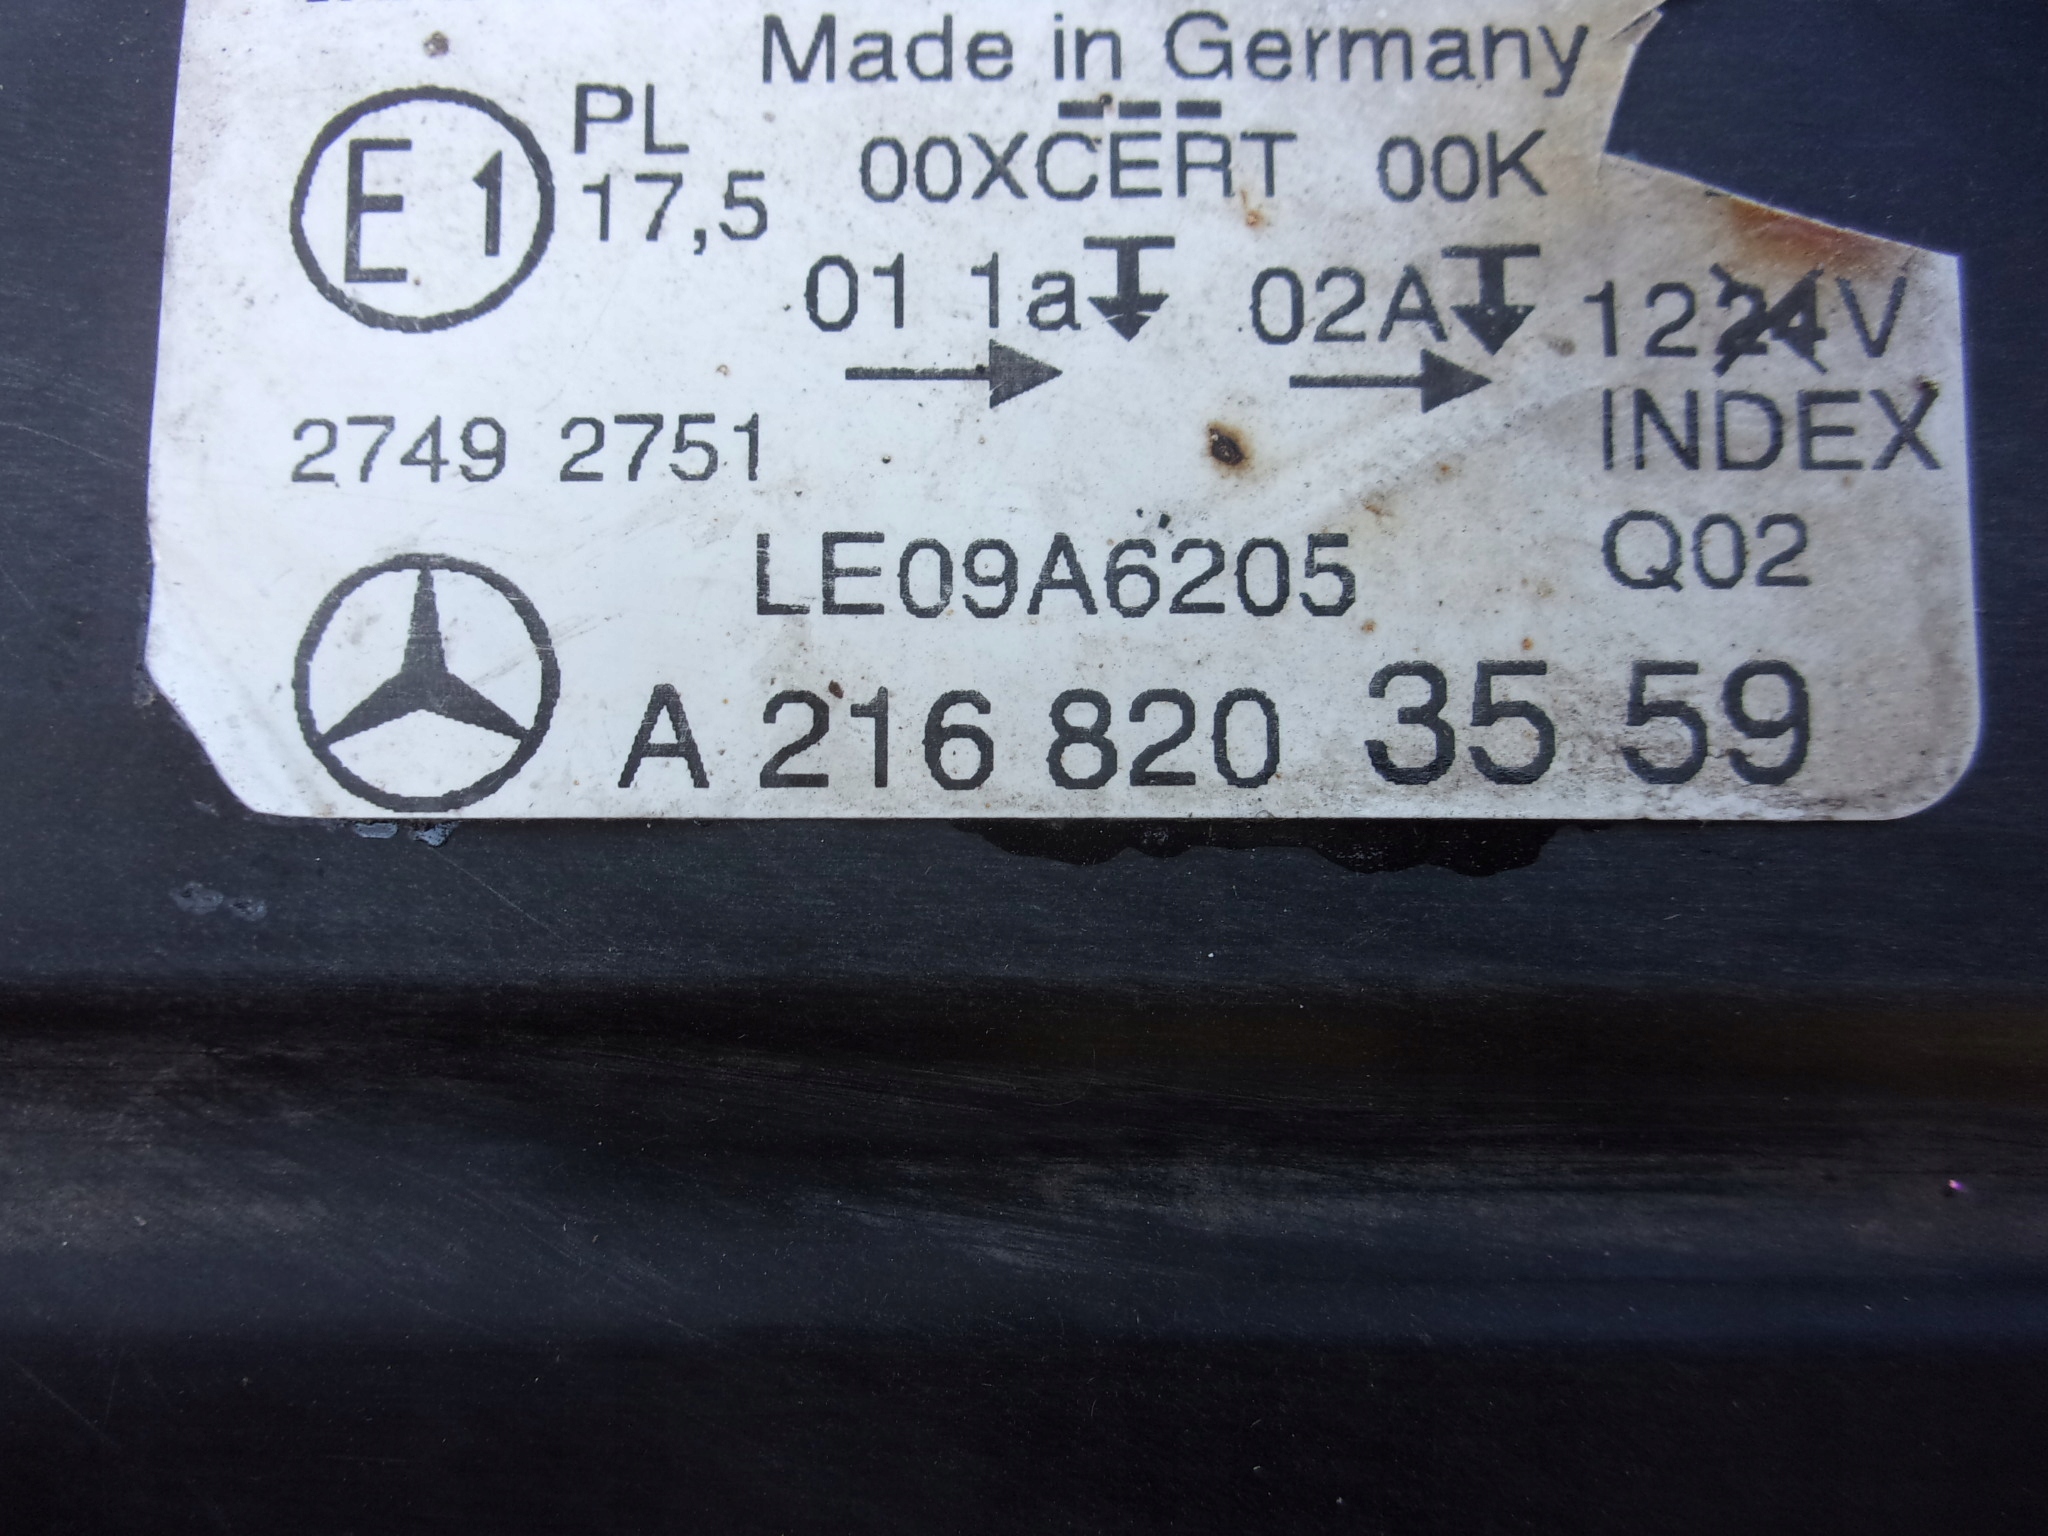 Made in Germany
E1 PL 17,5 00XCERT 00K
01 1a 02A 1224V
2749 2751 INDEX
LE09A6205 Q02
A 216 820 35 59